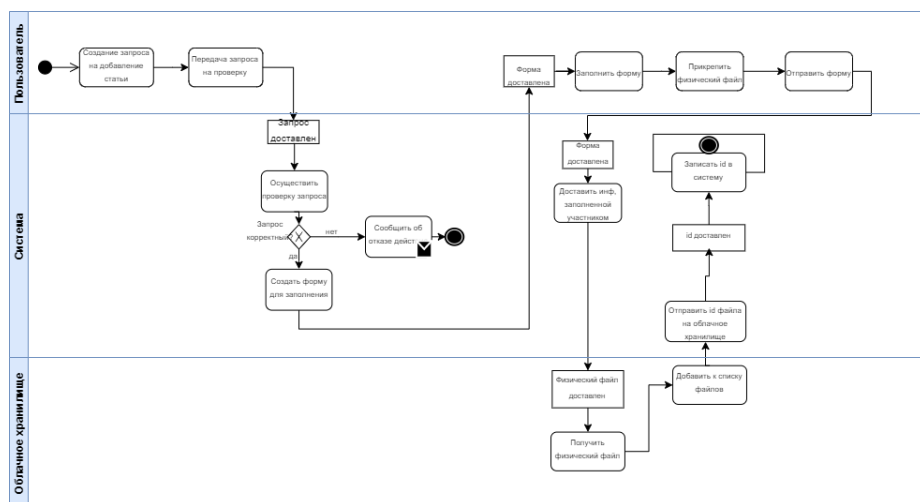 Пользователь
Создание запроса
на добавление
статьи
Передача запроса
на проверку
Форма
доставлена
Заполнить форму
Прикрепить
физический файл
Отправить форму
Система
Запрос
доставлен
Осуществить
проверку запроса
Запрос
корректный?
нет
да
Сообщить об
отказе действ
Создать форму
для заполнения
Форма
доставлена
Доставить инф,
заполненной
участником
Записать id в
систему
id доставлен
Отправить id файла
на облачное
хранилище
Облачное хранилище
Физический файл
доставлен
Получить
физический файл
Добавить к списку
файлов